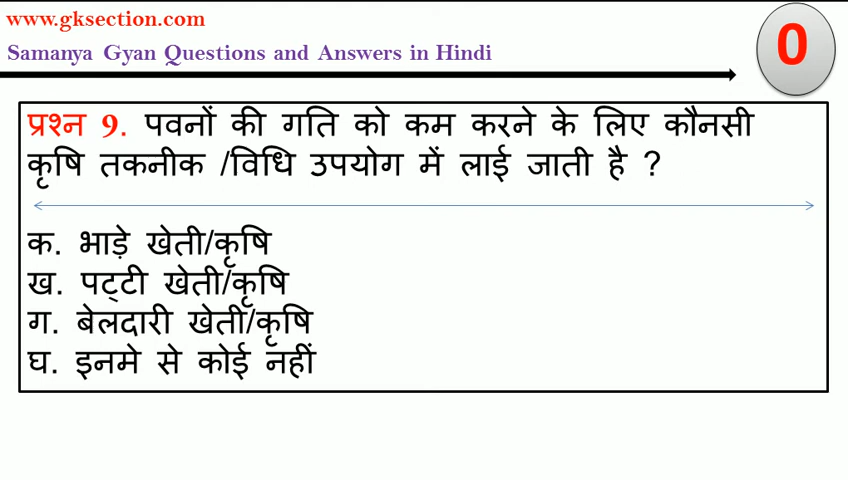 www.gksection.com
Samanya Gyan Questions and Answers in Hindi
0
प्रश्न 9. पवनों की गति को कम करने के लिए कौनसी
कृषि तकनीक /विधि उपयोग में लाई जाती है ?
क. भाड़े खेती/कृषि
ख. पट्टी खेती/कृषि
ग. बेलदारी खेती/कृषि
घ. इनमे से कोई नहीं